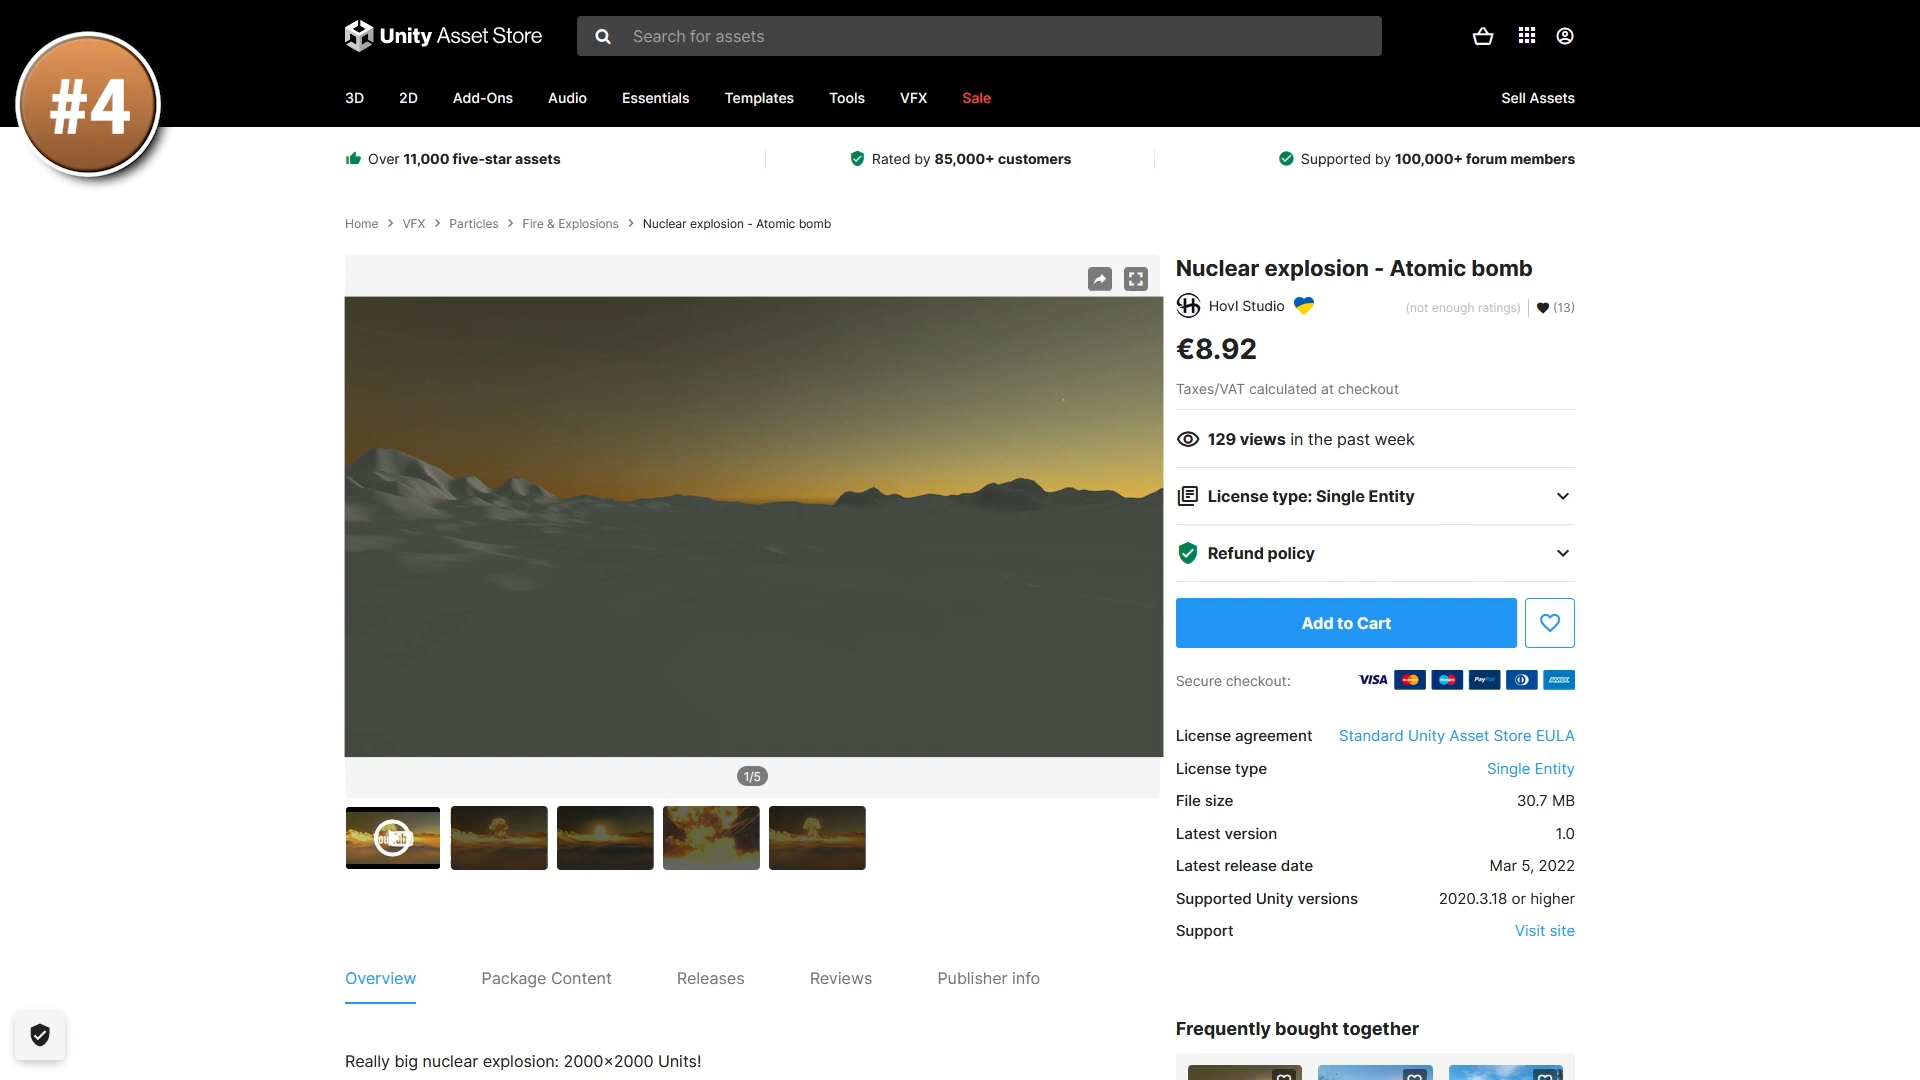 #4
Unity Asset Store
Search for assets
3D 2D Add-Ons Audio Essentials Templates Tools VFX Sale Sell Assets
Over 11,000 five-star assets
Rated by 85,000+ customers
Supported by 100,000+ forum members
Home > VFX > Particles > Fire & Explosions > Nuclear explosion - Atomic bomb
Nuclear explosion - Atomic bomb
Hovl Studio
(not enough ratings) (13)
€8.92
Taxes/VAT calculated at checkout
129 views in the past week
License type: Single Entity
Refund policy
Add to Cart
Secure checkout: VISA PayPal AMEX
License agreement Standard Unity Asset Store EULA
License type Single Entity
File size 30.7 MB
Latest version 1.0
Latest release date Mar 5, 2022
Supported Unity versions 2020.3.18 or higher
Support Visit site
1/5
Overview Package Content Releases Reviews Publisher info
Really big nuclear explosion: 2000x2000 Units!
Frequently bought together